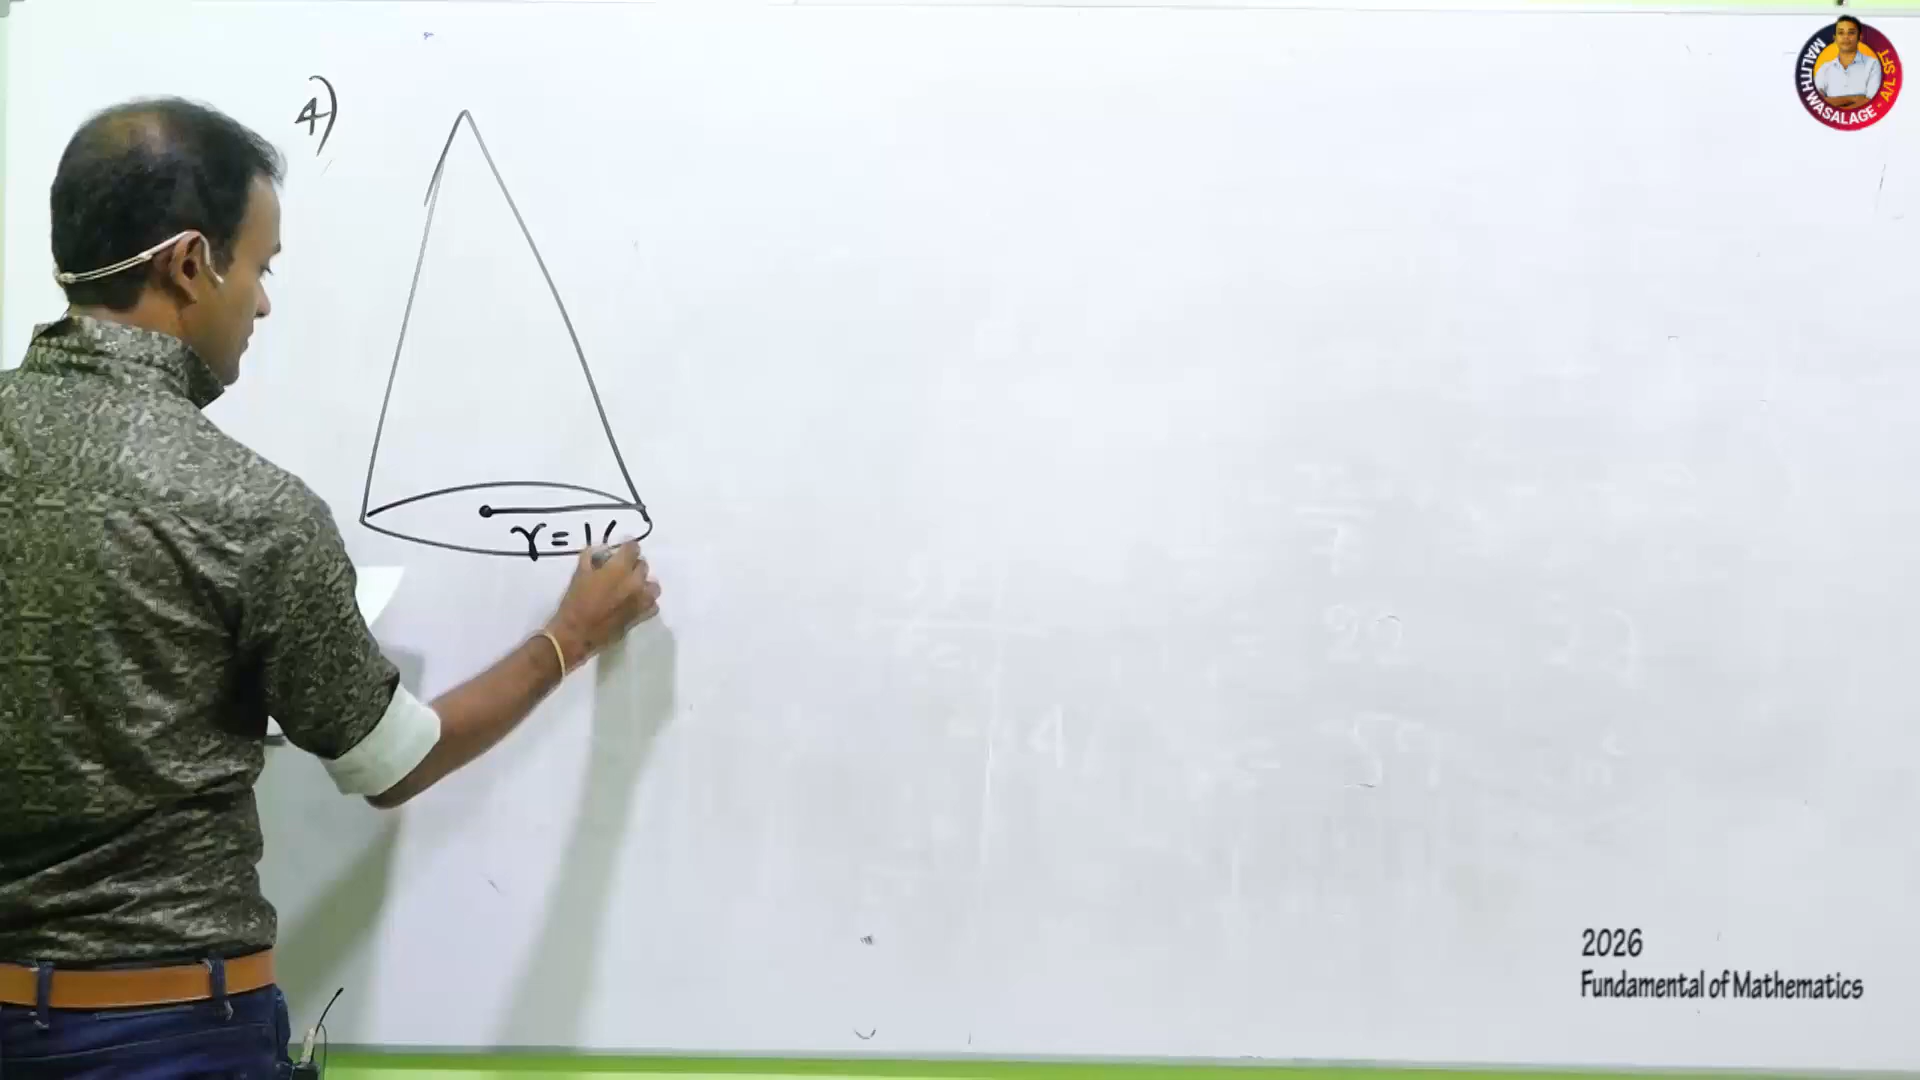 4)
r = 1
MALITH WASALAGE - A/L SFT
2026
Fundamental of Mathematics